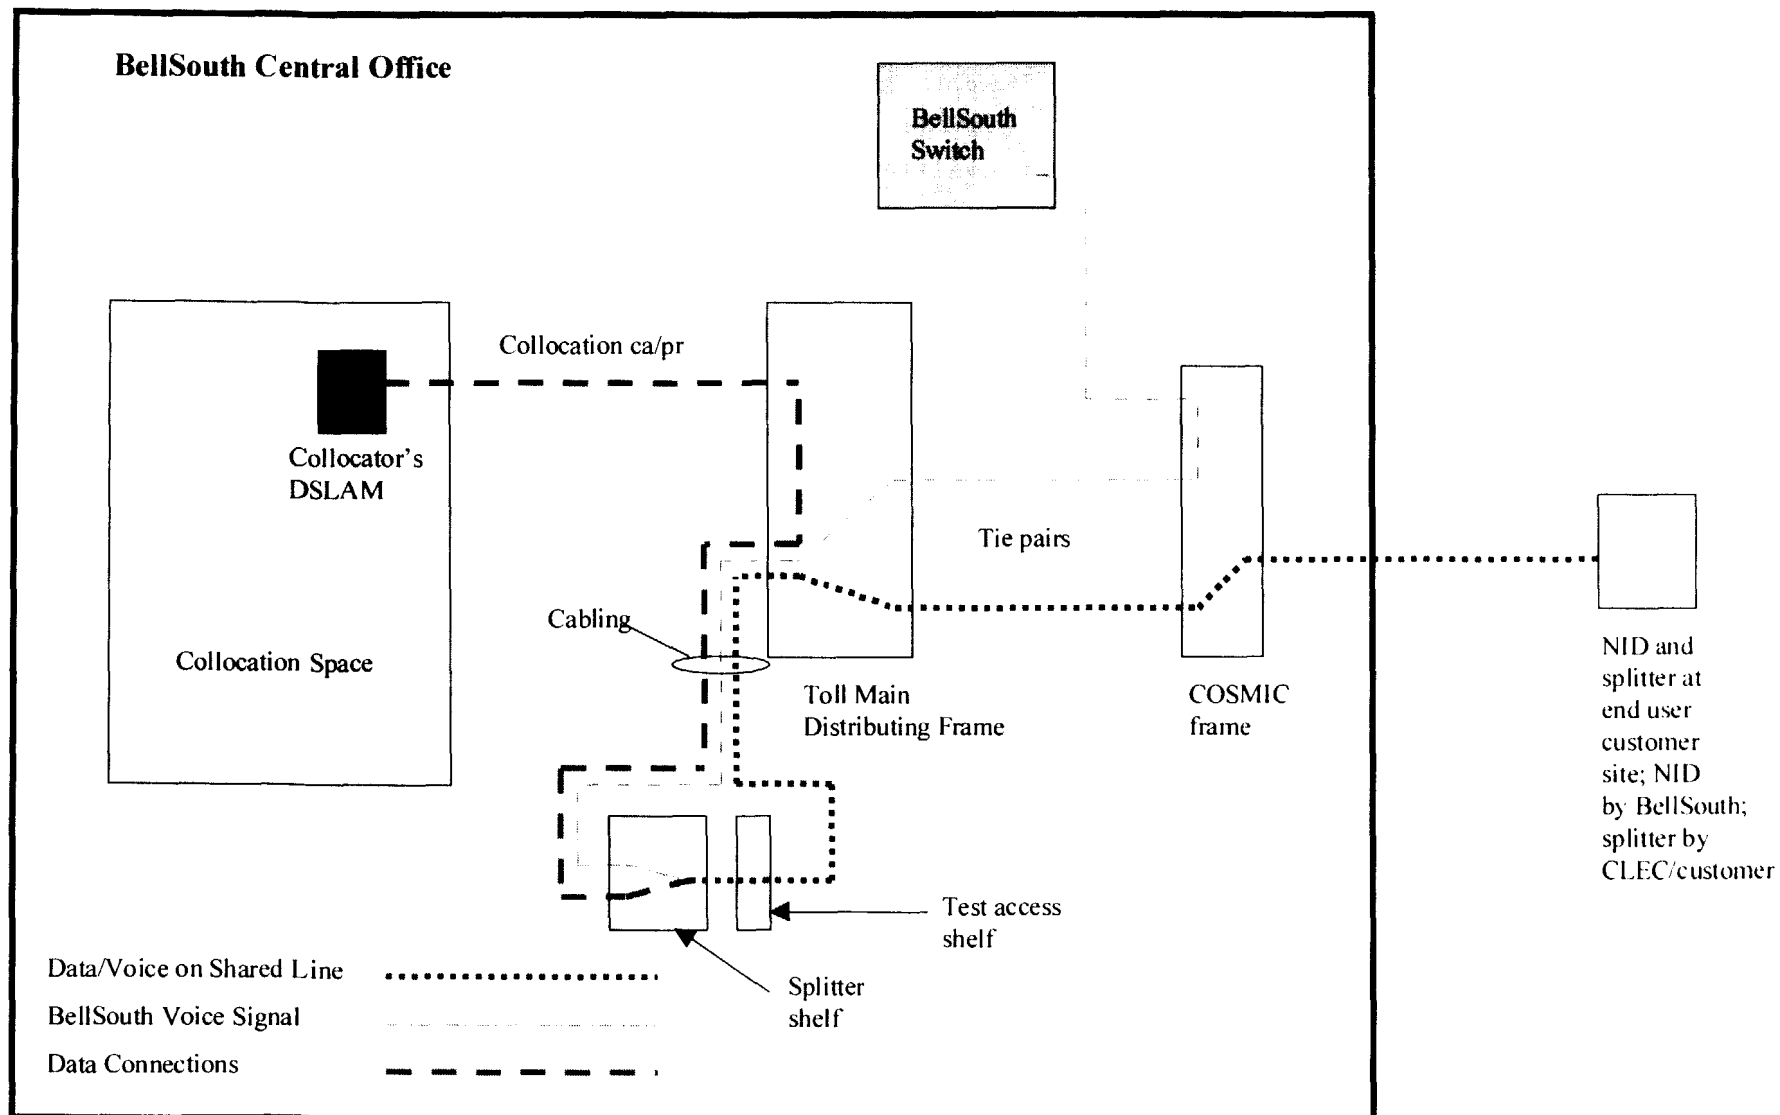 BellSouth Central Office
BellSouth
Switch
Collocation ca/pr
Collocator's
DSLAM
Tie pairs
Cabling
Collocation Space
Toll Main
Distributing Frame
COSMIC
frame
NID and
splitter at
end user
customer
site; NID
by BellSouth;
splitter by
CLEC/customer
Test access
shelf
Splitter
shelf
Data/Voice on Shared Line
BellSouth Voice Signal
Data Connections